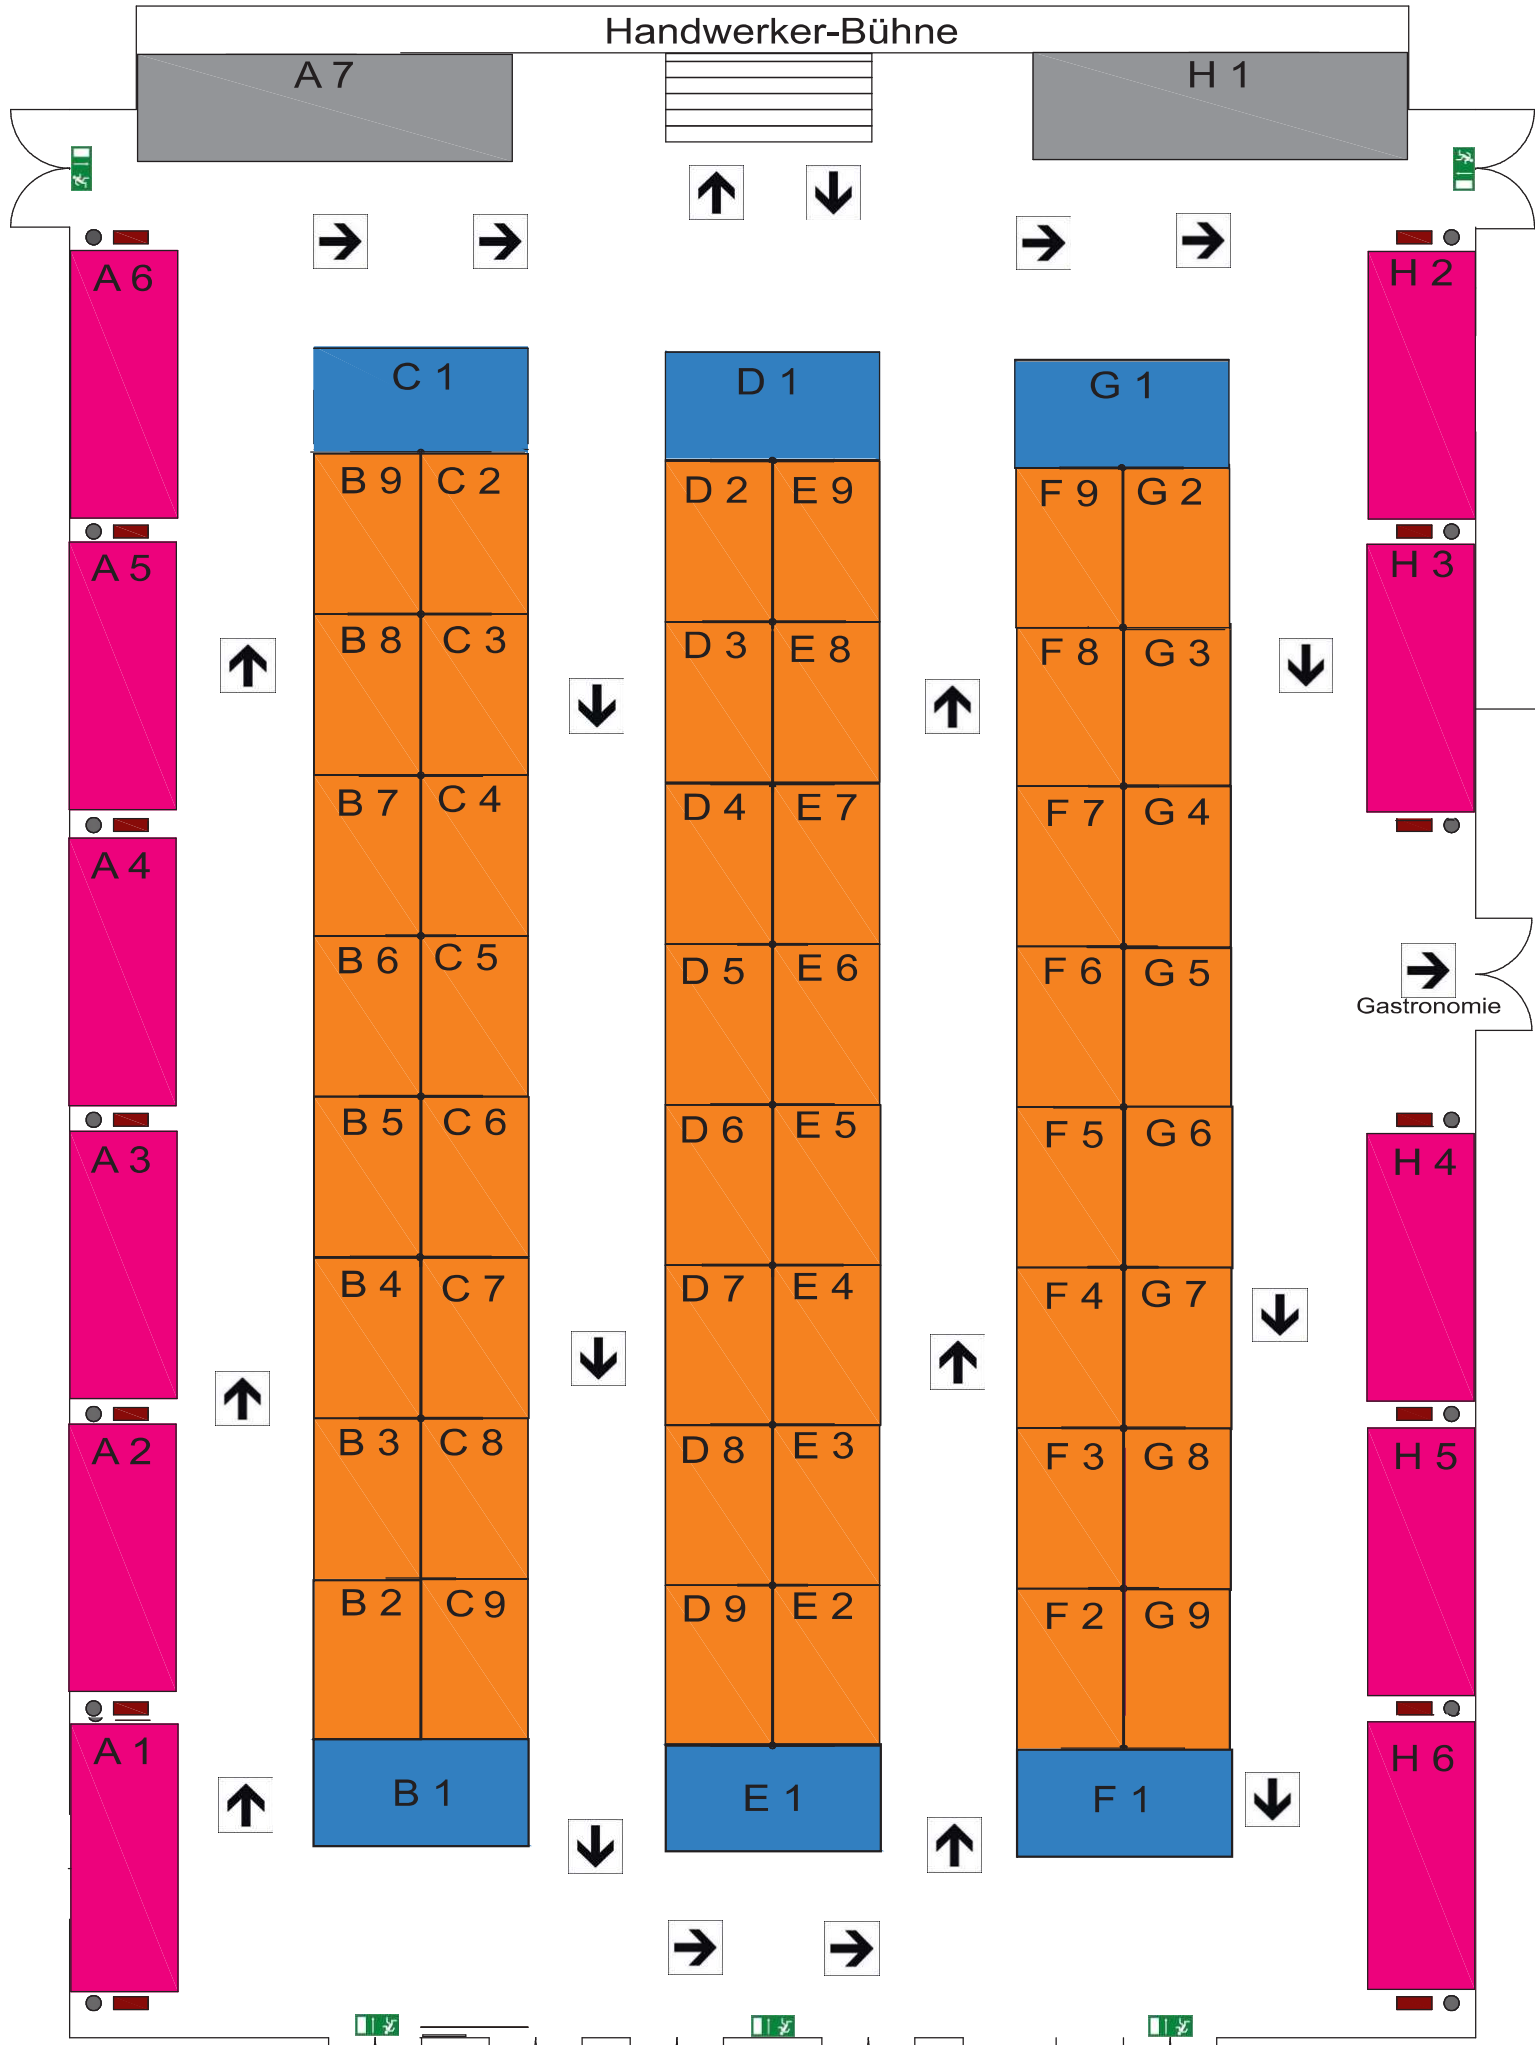 Handwerker-Bühne
A 7
H 1
A 6
H 2
C 1
D 1
G 1
B 9
C 2
D 2
E 9
F 9
G 2
A 5
H 3
B 8
C 3
D 3
E 8
F 8
G 3
B 7
C 4
D 4
E 7
F 7
G 4
A 4
B 6
C 5
D 5
E 6
F 6
G 5
Gastronomie
B 5
C 6
D 6
E 5
F 5
G 6
A 3
H 4
B 4
C 7
D 7
E 4
F 4
G 7
A 2
B 3
C 8
D 8
E 3
F 3
G 8
H 5
B 2
C 9
D 9
E 2
F 2
G 9
A 1
H 6
B 1
E 1
F 1